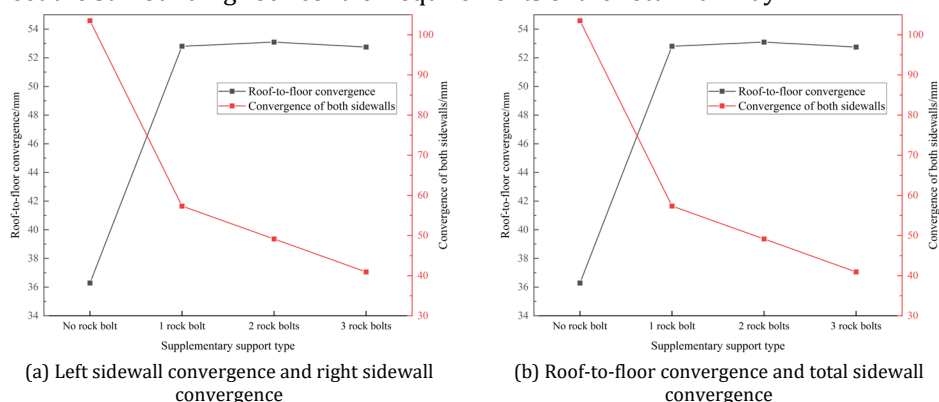 54
52
50
48
46
44
42
40
38
36
34
Roof-to-floor convergence/mm
100
90
80
70
60
50
40
30
Convergence of both sidewalls/mm
Roof-to-floor convergence
Convergence of both sidewalls
No rock bolt 1 rock bolt 2 rock bolts 3 rock bolts
Supplementary support type
(a) Left sidewall convergence and right sidewall
convergence
54
52
50
48
46
44
42
40
38
36
34
Roof-to-floor convergence/mm
100
90
80
70
60
50
40
30
Convergence of both sidewalls/mm
Roof-to-floor convergence
Convergence of both sidewalls
No rock bolt 1 rock bolt 2 rock bolts 3 rock bolts
Supplementary support type
(b) Roof-to-floor convergence and total sidewall
convergence